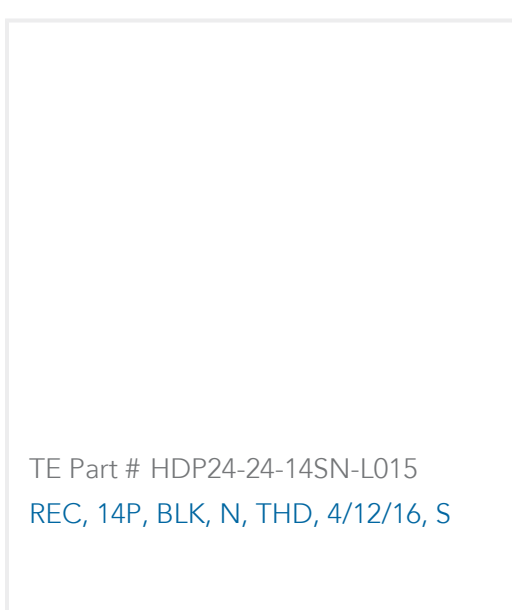 TE Part # HDP24-24-14SN-L015
REC, 14P, BLK, N, THD, 4/12/16, S